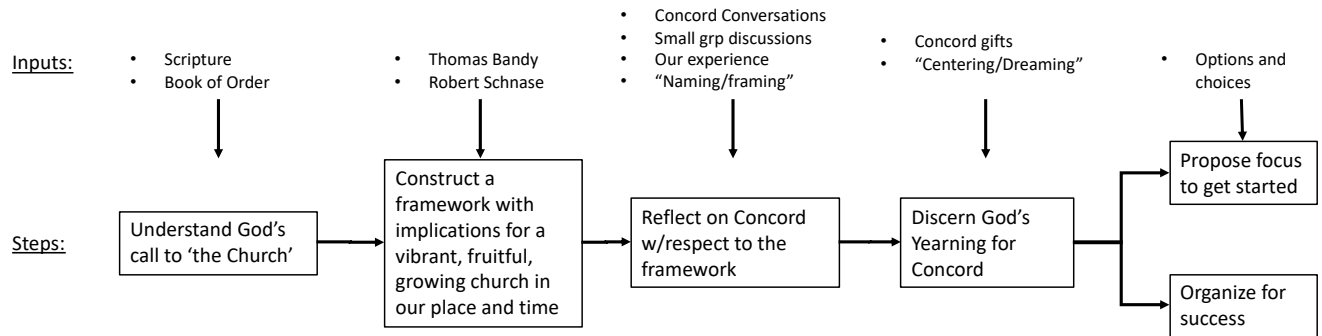 Inputs:
• Scripture
• Book of Order
• Thomas Bandy
• Robert Schnase
• Concord Conversations
• Small grp discussions
• Our experience
• “Naming/framing”
• Concord gifts
• “Centering/Dreaming”
• Options and
choices
Steps:
Understand God’s
call to ‘the Church’
Construct a
framework with
implications for a
vibrant, fruitful,
growing church in
our place and time
Reflect on Concord
w/respect to the
framework
Discern God’s
Yearning for
Concord
Propose focus
to get started
Organize for
success